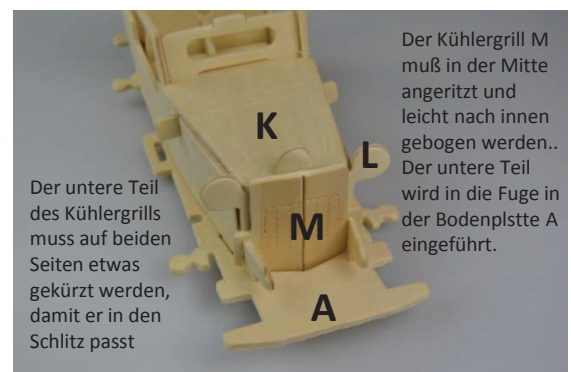 Der Kühlergrill M
muß in der Mitte
angeritzt und
leicht nach innen
gebogen werden..
Der untere Teil
wird in die Fuge in
der Bodenplstte A
eingeführt.
K
L
M
A
Der untere Teil
des Kühlergrills
muss auf beiden
Seiten etwas
gekürzt werden,
damit er in den
Schlitz passt